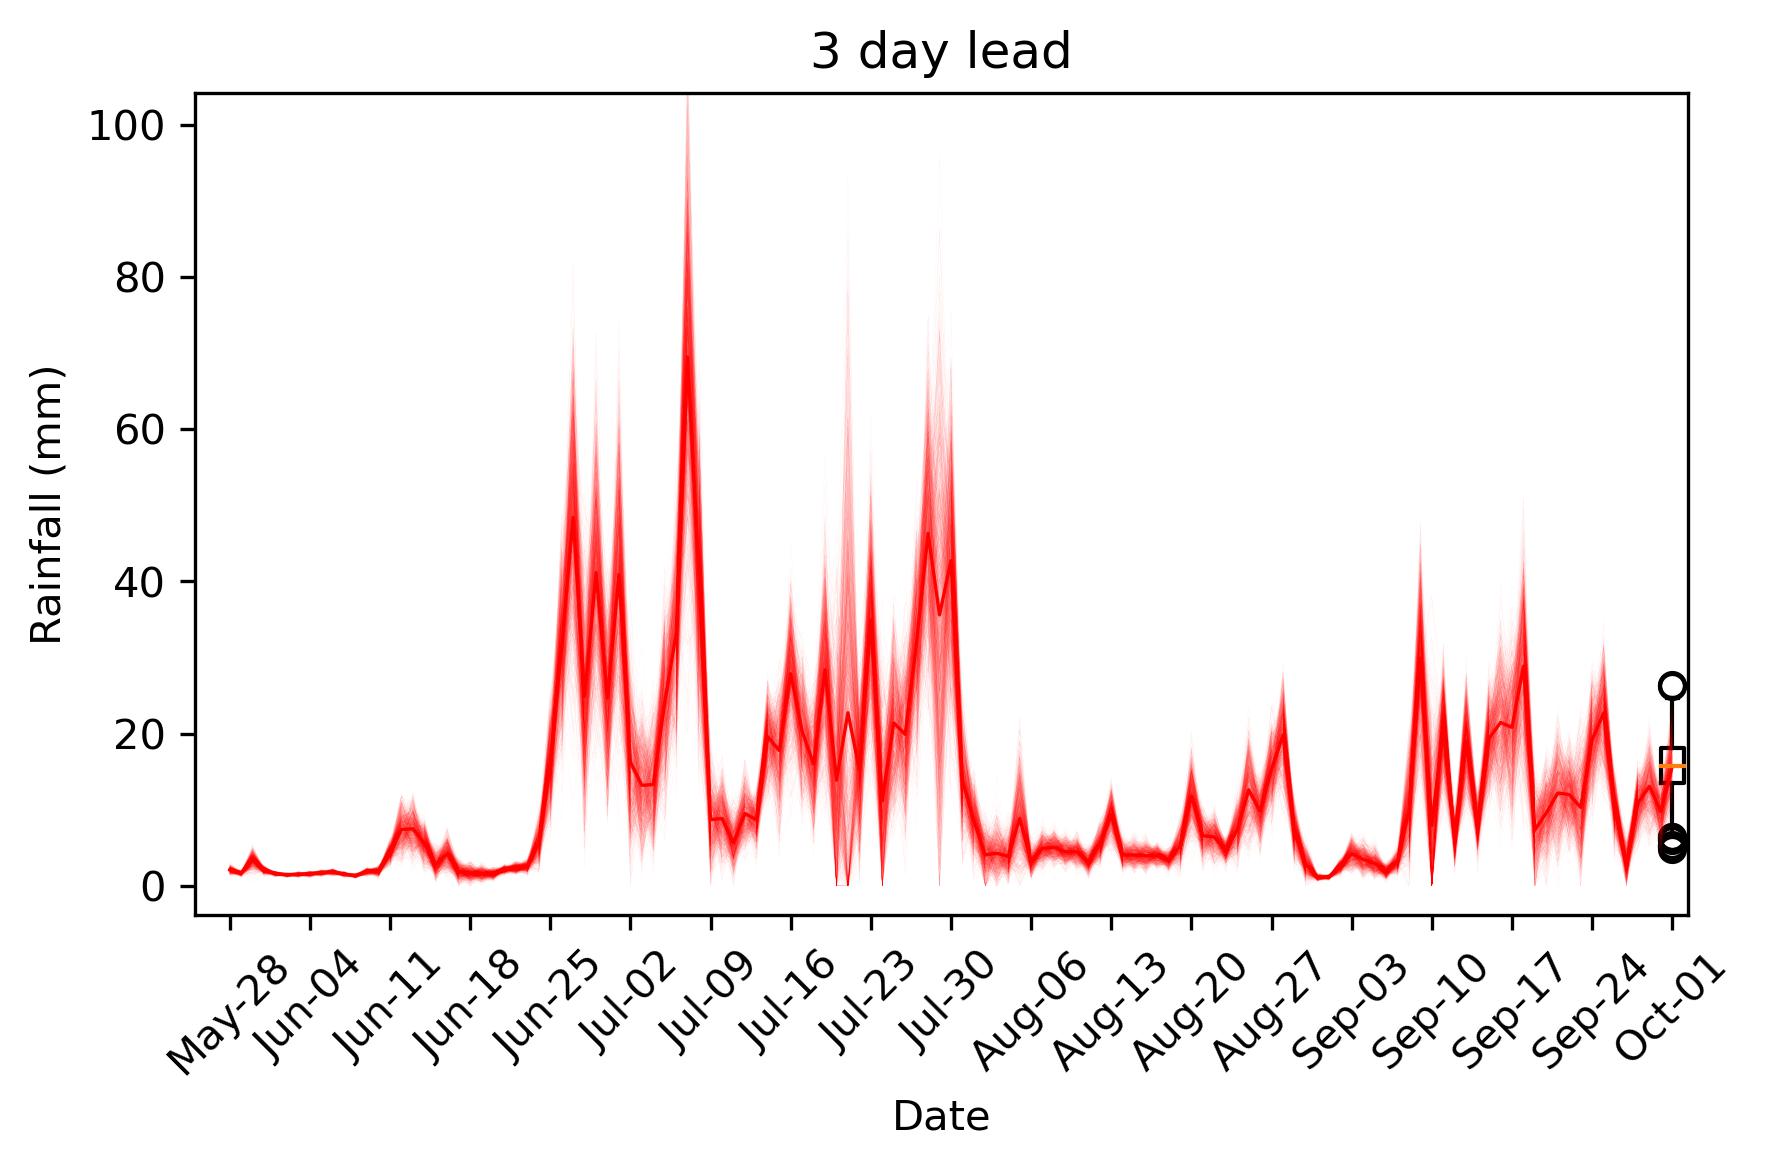 3 day lead
Rainfall (mm)
100
80
60
40
20
0
May-28
Jun-04
Jun-11
Jun-18
Jun-25
Jul-02
Jul-09
Jul-16
Jul-23
Jul-30
Aug-06
Aug-13
Aug-20
Aug-27
Sep-03
Sep-10
Sep-17
Sep-24
Oct-01
Date